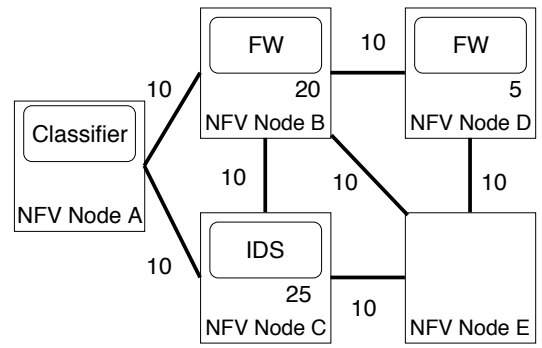 FW
10
FW
10
20
5
NFV Node B
NFV Node D
Classifier
10
10
10
NFV Node A
IDS
10
25
10
NFV Node C
NFV Node E